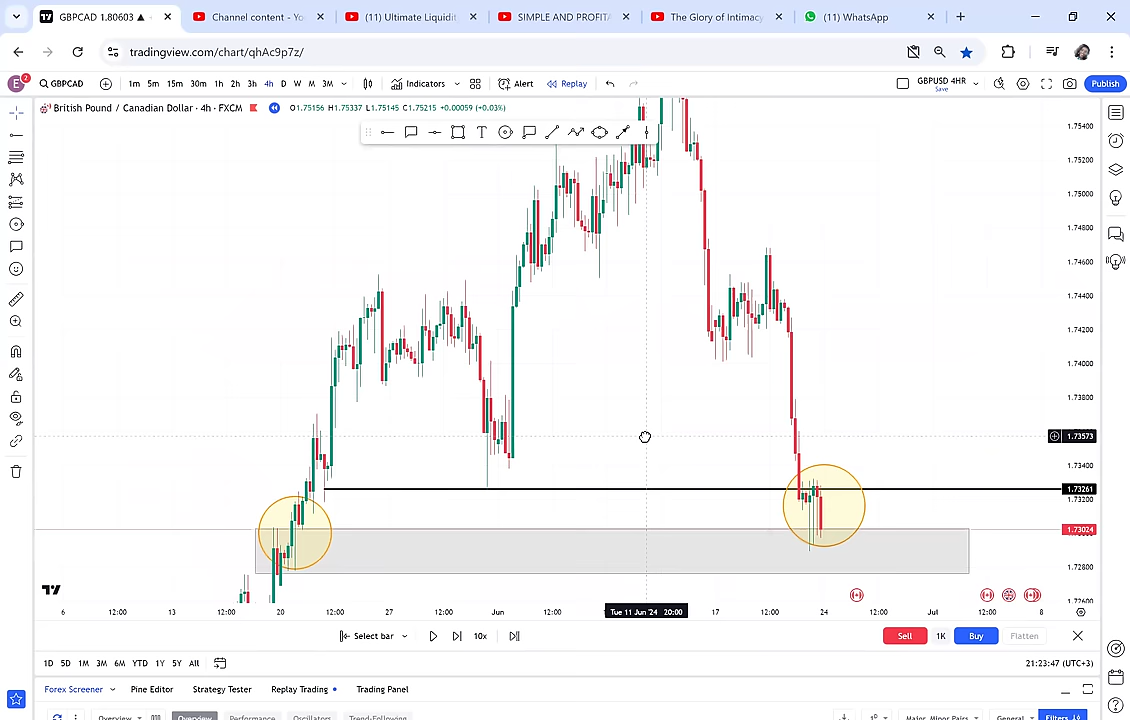 GBPCAD 1.80603 ▲
Channel content - Yo
(11) Ultimate Liquidit
SIMPLE AND PROFITA
The Glory of Intimacy
(11) WhatsApp
tradingview.com/chart/qhAc9p7z/
E 2 GBPCAD 1m 5m 15m 30m 1h 2h 3h 4h D W M 3M Indicators Alert Replay GBPUSD 4HR Save Publish
British Pound / Canadian Dollar · 4h · FXCM O1.75156 H1.75337 L1.75145 C1.75215 +0.00059 (+0.03%)
1.75400
1.75200
1.75000
1.74800
1.74600
1.74400
1.74200
1.74000
1.73800
1.73573
1.73400
1.73261
1.73200
1.73024
1.72800
1.72600
6 12:00 13 12:00 20 12:00 27 12:00 Jun 12:00 Tue 11 Jun '24 20:00 17 12:00 24 12:00 Jul 12:00 8
Select bar 10x Sell 1K Buy Flatten
1D 5D 1M 3M 6M YTD 1Y 5Y All 21:23:47 (UTC+3)
Forex Screener Pine Editor Strategy Tester Replay Trading Trading Panel
Overview Overview Performance Oscillators Trend-Following 1D Major, Minor Pairs General Filters